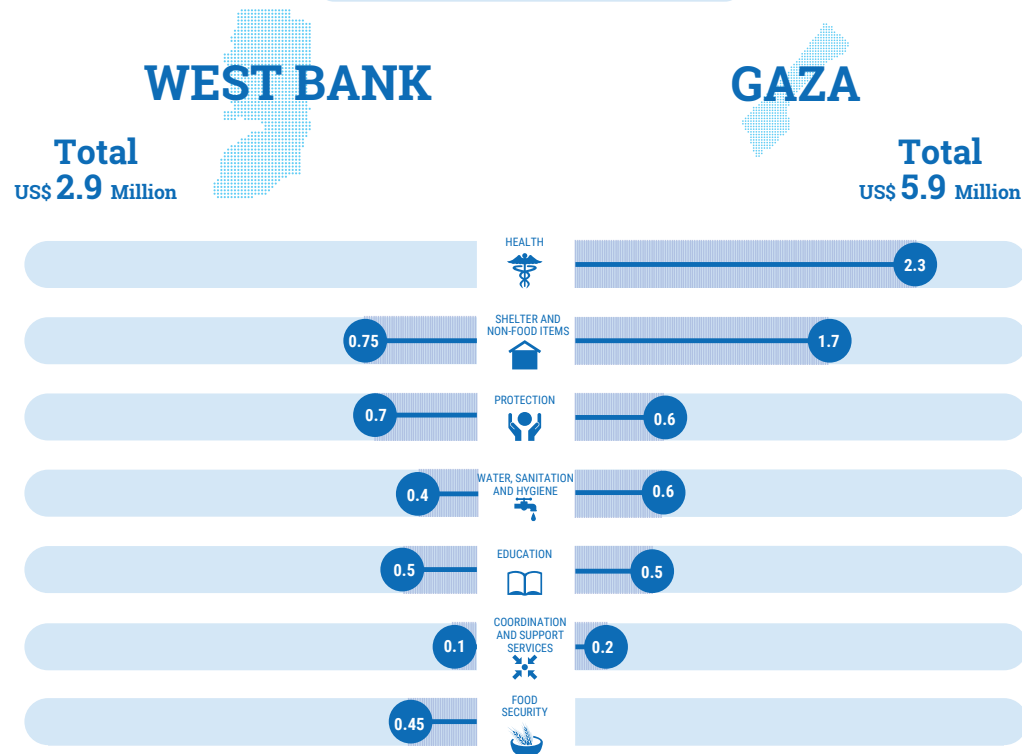 WEST BANK
GAZA
Total
US$ 2.9 Million
Total
US$ 5.9 Million
HEALTH
2.3
SHELTER AND
NON-FOOD ITEMS
0.75
1.7
PROTECTION
0.7
0.6
WATER, SANITATION
AND HYGIENE
0.4
0.6
EDUCATION
0.5
0.5
COORDINATION
AND SUPPORT
SERVICES
0.1
0.2
FOOD
SECURITY
0.45